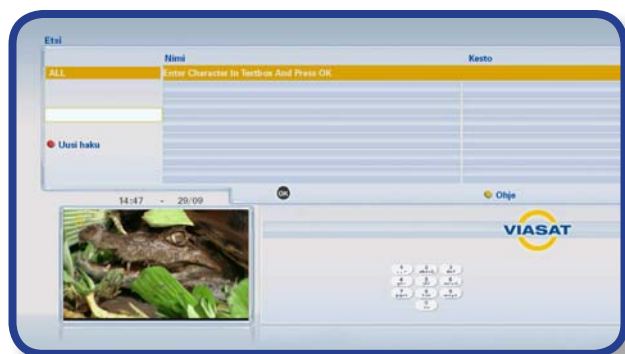 Etsi
Nimi Kesto
ALL Enter Character In Textbox And Press OK
Uusi haku
OK
Ohje
14:47 - 29/09
VIASAT